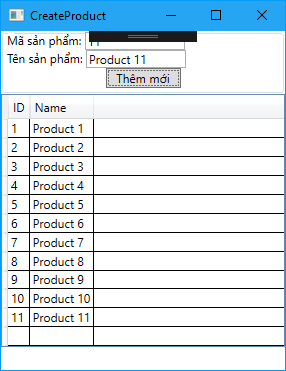 CreateProduct
Mã sản phẩm:
Tên sản phẩm: Product 11
Thêm mới
ID Name
1 Product 1
2 Product 2
3 Product 3
4 Product 4
5 Product 5
6 Product 6
7 Product 7
8 Product 8
9 Product 9
10 Product 10
11 Product 11